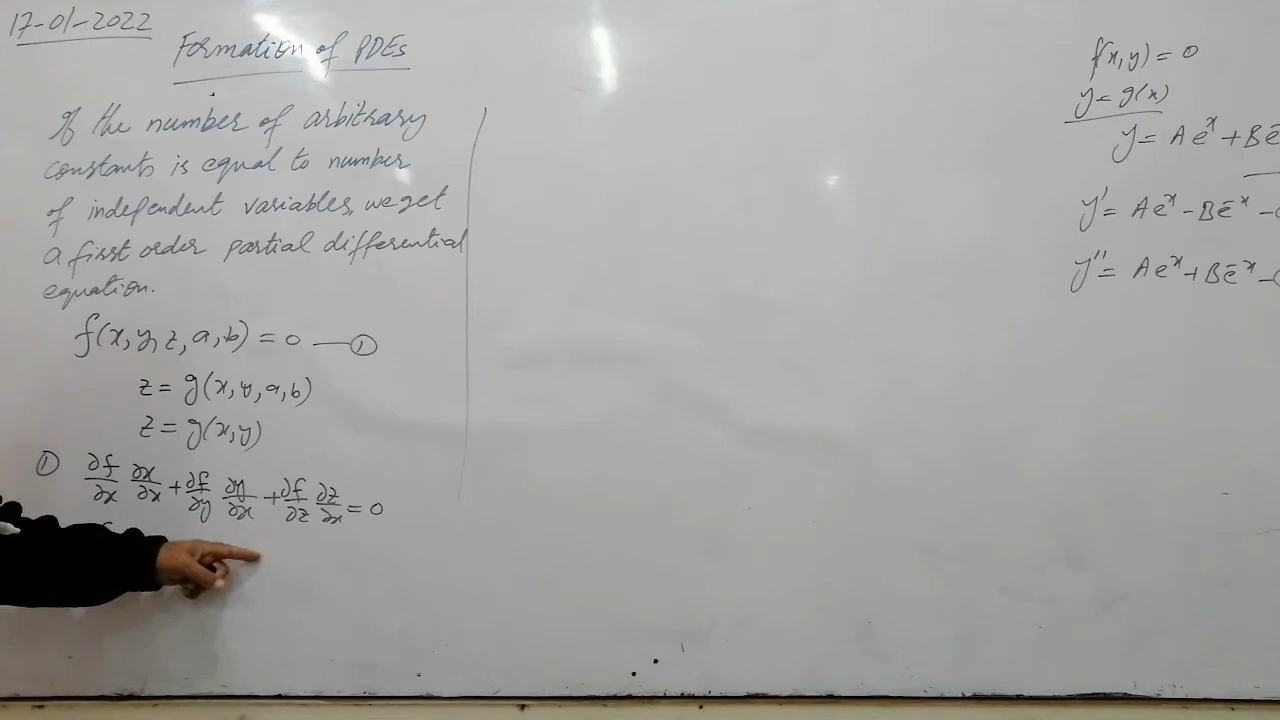 17-01-2022
Formation of PDEs
If the number of arbitrary
constants is equal to number
of independent variables, we get
a first order partial differential
equation.
f(x, y, z, a, b) = 0 — ①
z = g(x, y, a, b)
z = g(x, y)
① ∂f/∂x ∂x/∂x + ∂f/∂y ∂y/∂x + ∂f/∂z ∂z/∂x = 0
f(x, y) = 0
y = g(x)
y = Ae^x + Be
y' = Ae^x - Be^-x -
y'' = Ae^x + Be^-x -